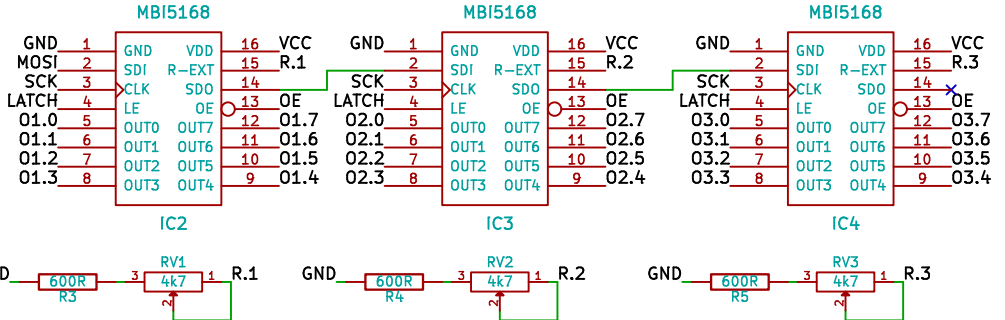 MBI5168 MBI5168 MBI5168
GND 1 GND VDD 16 VCC GND 1 GND VDD 16 VCC GND 1 GND VDD 16 VCC
MOSI 2 SDI R-EXT 15 R.1 2 SDI R-EXT 15 R.2 2 SDI R-EXT 15 R.3
SCK 3 CLK SDO 14 SCK 3 CLK SDO 14 SCK 3 CLK SDO 14
LATCH 4 LE OE 13 OE LATCH 4 LE OE 13 OE LATCH 4 LE OE 13 OE
O1.0 5 OUT0 OUT7 12 O1.7 O2.0 5 OUT0 OUT7 12 O2.7 O3.0 5 OUT0 OUT7 12 O3.7
O1.1 6 OUT1 OUT6 11 O1.6 O2.1 6 OUT1 OUT6 11 O2.6 O3.1 6 OUT1 OUT6 11 O3.6
O1.2 7 OUT2 OUT5 10 O1.5 O2.2 7 OUT2 OUT5 10 O2.5 O3.2 7 OUT2 OUT5 10 O3.5
O1.3 8 OUT3 OUT4 9 O1.4 O2.3 8 OUT3 OUT4 9 O2.4 O3.3 8 OUT3 OUT4 9 O3.4
IC2 IC3 IC4
RV1 RV2 RV3
D 600R 3 4k7 1 R.1 GND 600R 3 4k7 1 R.2 GND 600R 3 4k7 1 R.3
R3 R4 R5
2 2 2